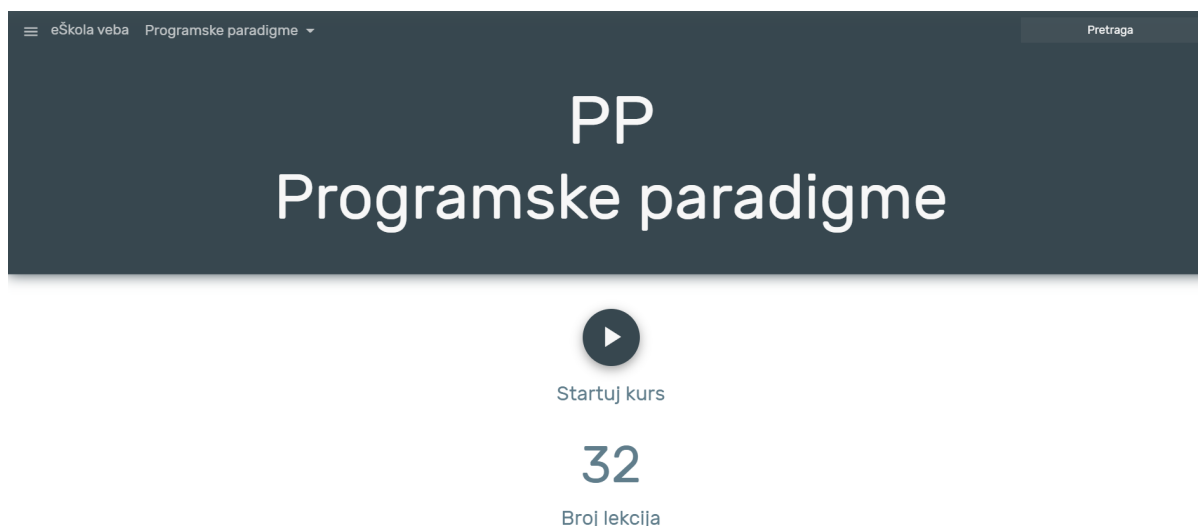 eŠkola veba Programske paradigme Pretraga
PP
Programske paradigme
Startuj kurs
32
Broj lekcija